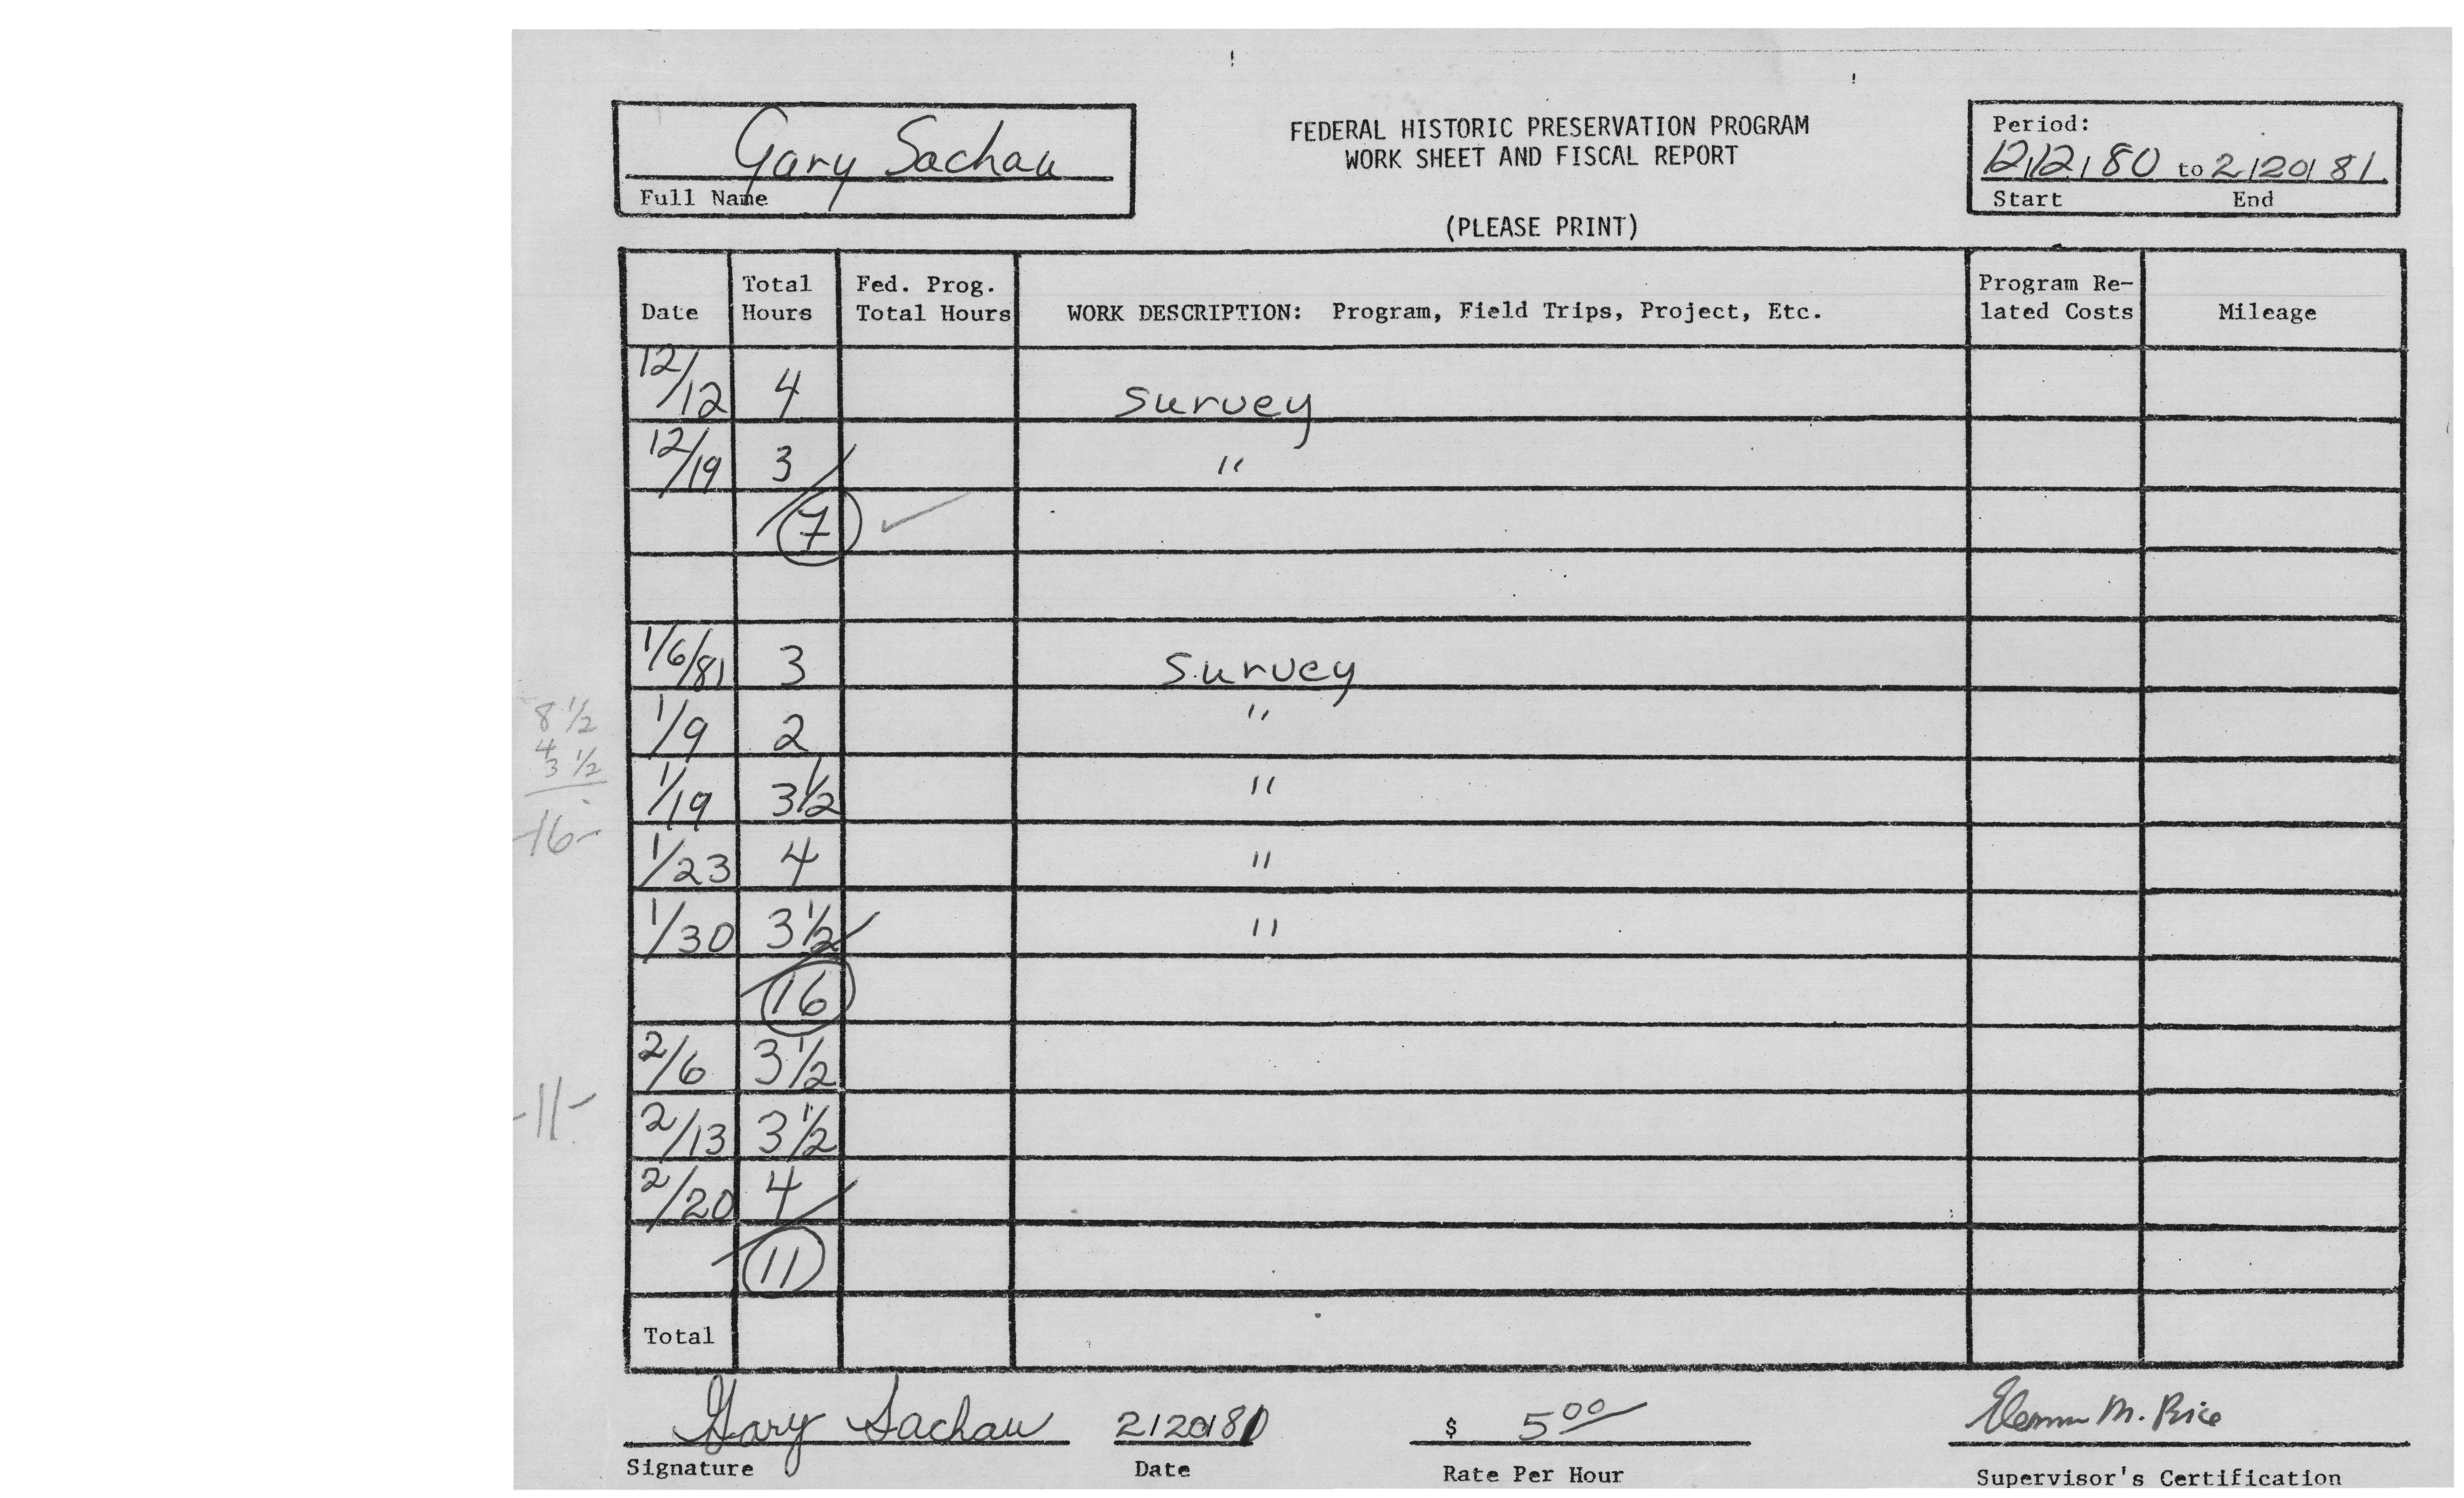 Gary Sachau
Full Name
FEDERAL HISTORIC PRESERVATION PROGRAM
WORK SHEET AND FISCAL REPORT
(PLEASE PRINT)
Period:
12/12/80 to 2/20/81
Start End
Date Total Hours Fed. Prog. Total Hours WORK DESCRIPTION: Program, Field Trips, Project, Etc. Program Re-lated Costs Mileage
12/12 4 survey
12/19 3 "
7 ✓
1/6/81 3 survey
1/9 2 "
1/19 3 1/2 "
1/23 4 "
1/30 3 1/2 "
16
2/6 3 1/2
2/13 3 1/2
2/20 4
11
Total
8 1/2
4
3 1/2
-16-
-11-
Gary Sachau 2/20/81 $ 5 00 M. Rice
Signature Date Rate Per Hour Supervisor's Certification